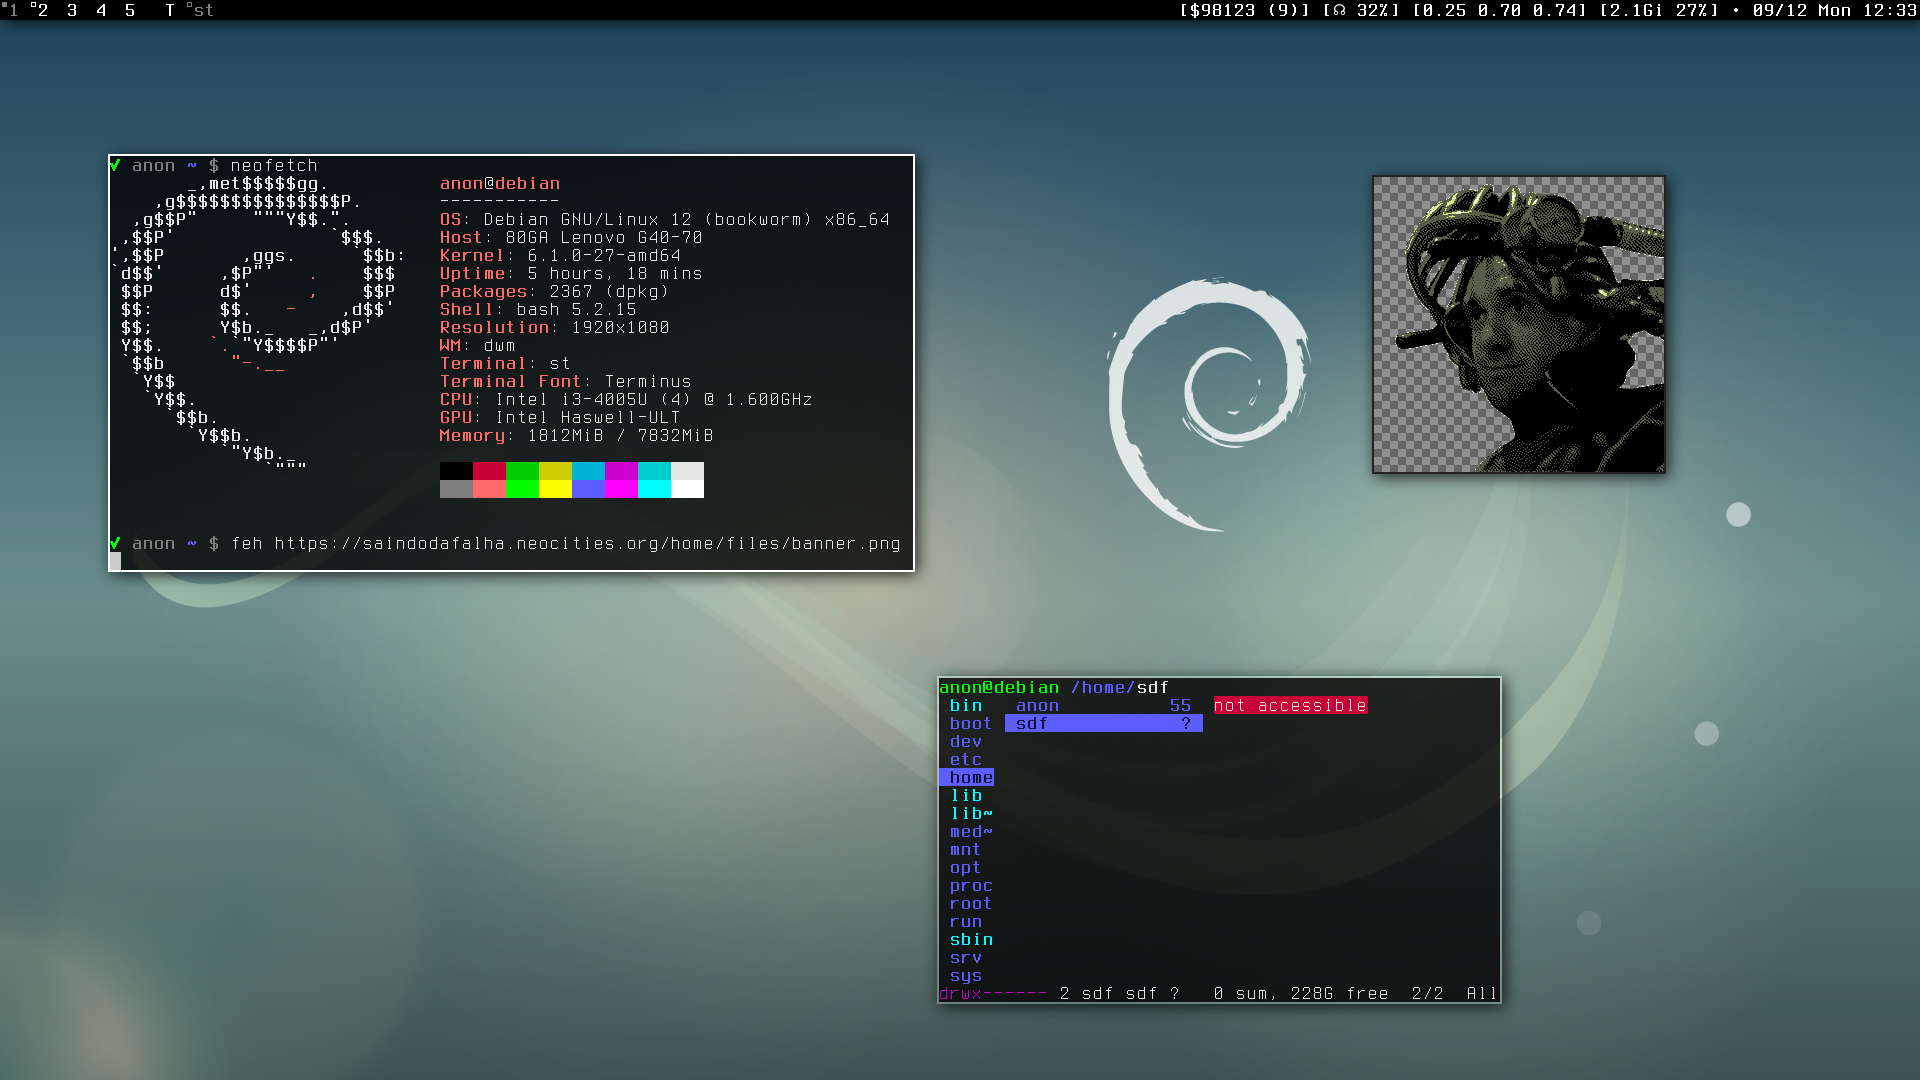 1 2 3 4 5 T st [$98123 (9)] [☊ 32%] [0.25 0.70 0.74] [2.1Gi 27%] • 09/12 Mon 12:33
✔ anon ~ $ neofetch
_,met$$$$$gg.
,g$$$$$$$$$$$$$$$P.
,g$$P"     """Y$$.".
,$$P'              `$$$.
',$$P       ,ggs.     `$$b:
`d$$'     ,$P"'   .    $$$
$$P      d$'     ,    $$P
$$:      $$.   -    ,d$$'
$$;      Y$b._   _,d$P'
Y$$.    `.`"Y$$$$P"'
`$$b      "-.__
`Y$$
`Y$$.
`$$b.
`Y$$b.
`"Y$b._
`"""
anon@debian
-----------
OS: Debian GNU/Linux 12 (bookworm) x86_64
Host: 80GA Lenovo G40-70
Kernel: 6.1.0-27-amd64
Uptime: 5 hours, 18 mins
Packages: 2367 (dpkg)
Shell: bash 5.2.15
Resolution: 1920x1080
WM: dwm
Terminal: st
Terminal Font: Terminus
CPU: Intel i3-4005U (4) @ 1.600GHz
GPU: Intel Haswell-ULT
Memory: 1812MiB / 7832MiB
✔ anon ~ $ feh https://saindodafalha.neocities.org/home/files/banner.png
anon@debian /home/sdf
bin anon 55 not accessible
boot sdf ?
dev
etc
home
lib
lib~
med~
mnt
opt
proc
root
run
sbin
srv
sys
drwx------ 2 sdf sdf ? 0 sum, 228G free 2/2 All